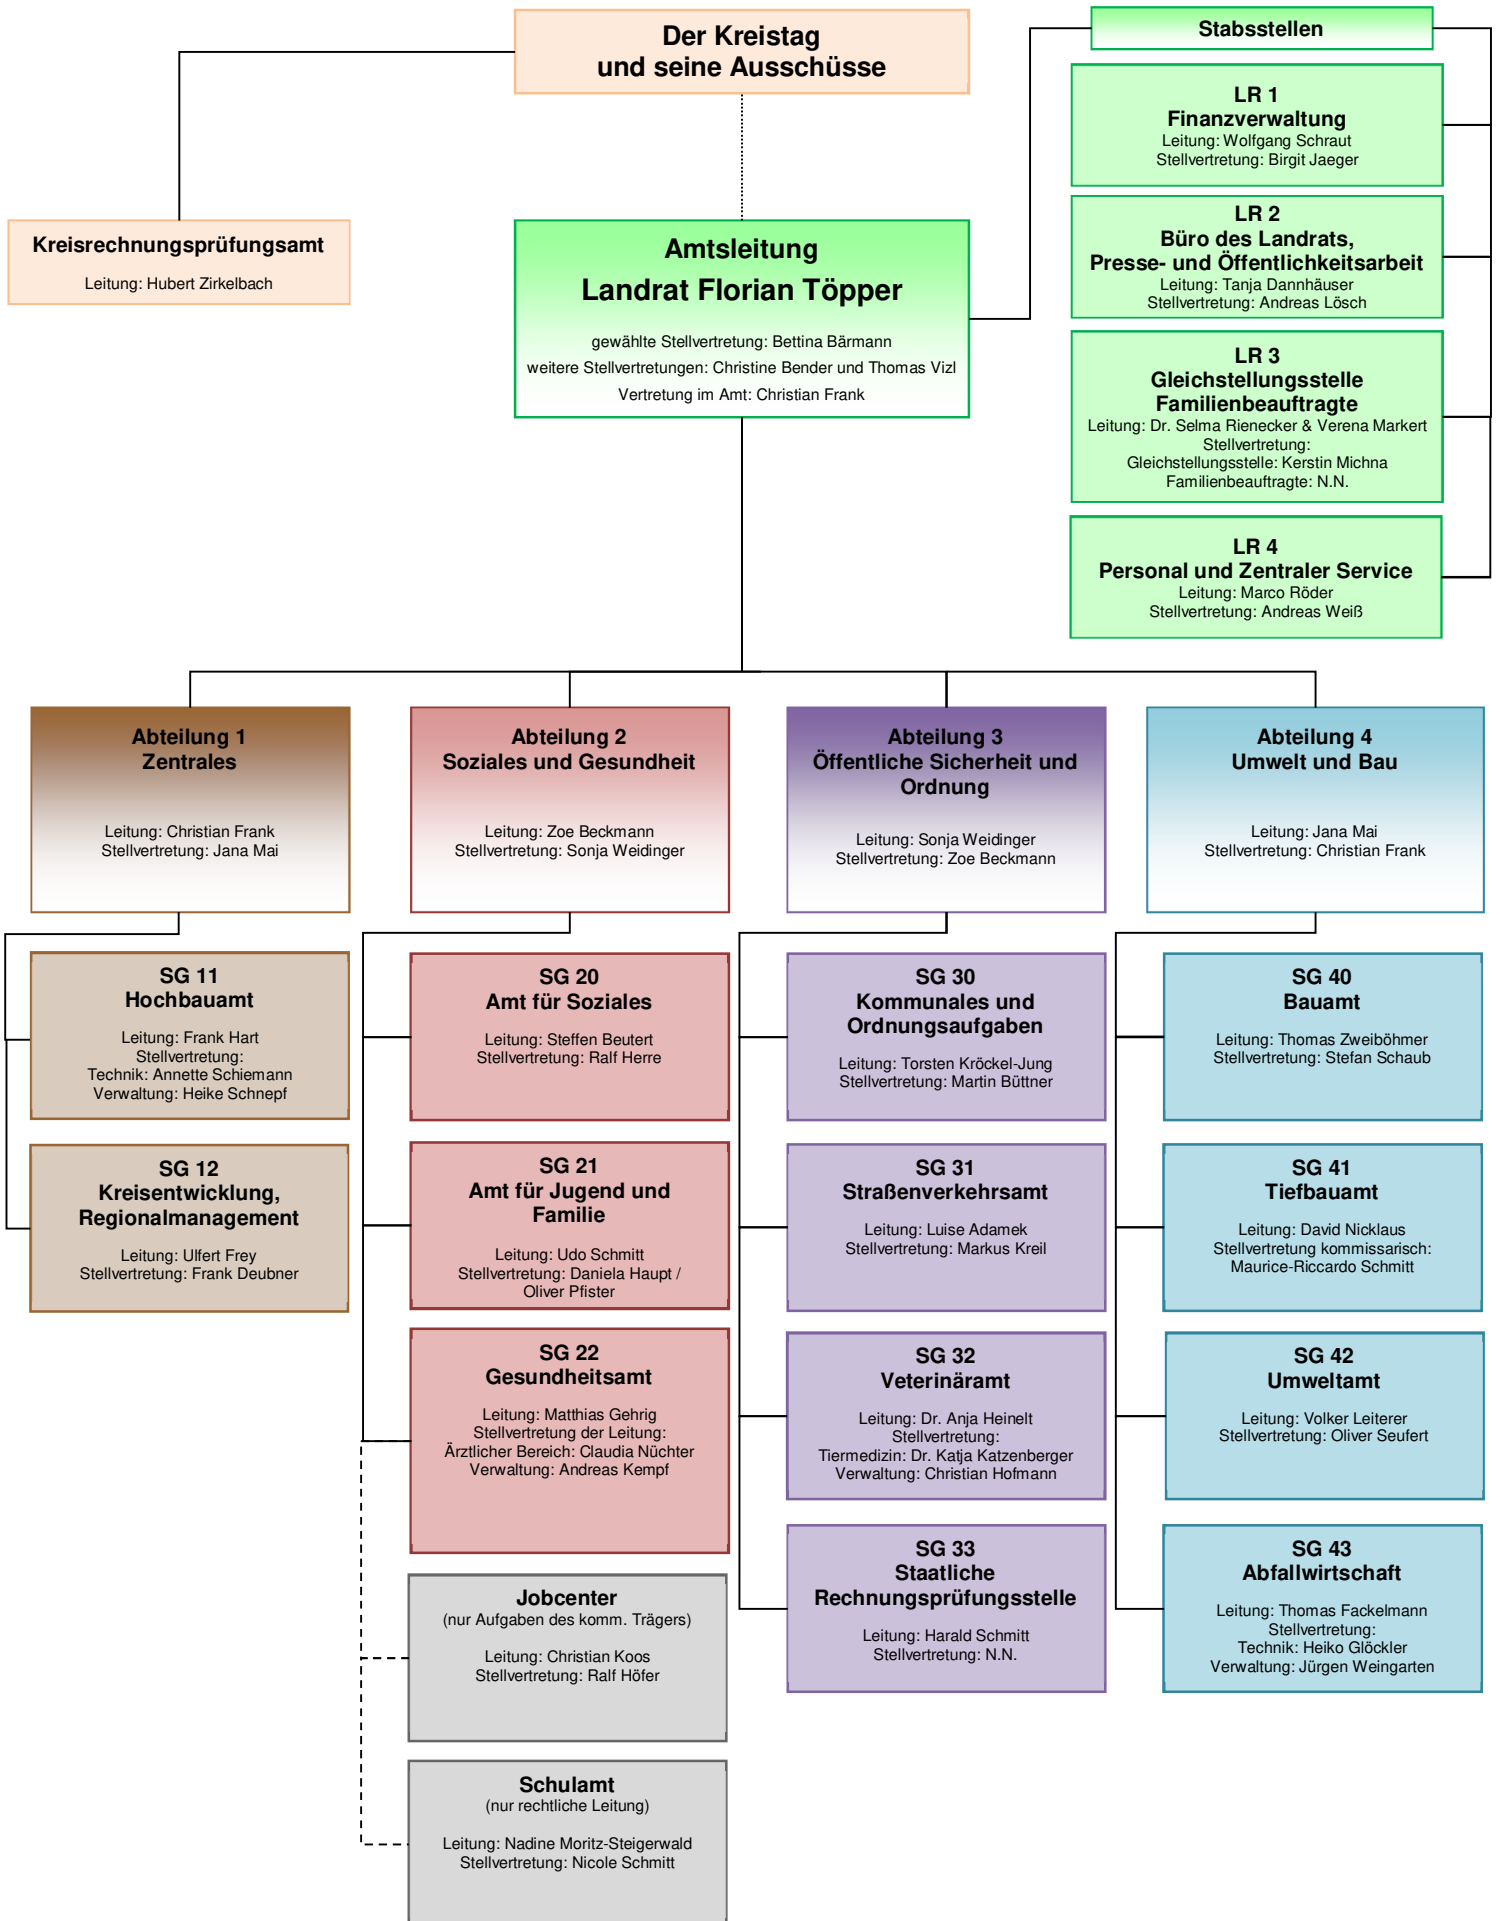 Der Kreistag
und seine Ausschüsse
Stabsstellen
LR 1
Finanzverwaltung
Leitung: Wolfgang Schraut
Stellvertretung: Birgit Jaeger
LR 2
Büro des Landrats,
Presse- und Öffentlichkeitsarbeit
Leitung: Tanja Dannhäuser
Stellvertretung: Andreas Lösch
LR 3
Gleichstellungsstelle
Familienbeauftragte
Leitung: Dr. Selma Rienecker & Verena Markert
Stellvertretung:
Gleichstellungsstelle: Kerstin Michna
Familienbeauftragte: N.N.
LR 4
Personal und Zentraler Service
Leitung: Marco Röder
Stellvertretung: Andreas Weiß
Kreisrechnungsprüfungsamt
Leitung: Hubert Zirkelbach
Amtsleitung
Landrat Florian Töpper
gewählte Stellvertretung: Bettina Bärmann
weitere Stellvertretungen: Christine Bender und Thomas Vizl
Vertretung im Amt: Christian Frank
Abteilung 1
Zentrales
Leitung: Christian Frank
Stellvertretung: Jana Mai
SG 11
Hochbauamt
Leitung: Frank Hart
Stellvertretung:
Technik: Annette Schiemann
Verwaltung: Heike Schnepf
SG 12
Kreisentwicklung,
Regionalmanagement
Leitung: Ulfert Frey
Stellvertretung: Frank Deubner
Abteilung 2
Soziales und Gesundheit
Leitung: Zoe Beckmann
Stellvertretung: Sonja Weidinger
SG 20
Amt für Soziales
Leitung: Steffen Beutert
Stellvertretung: Ralf Herre
SG 21
Amt für Jugend und
Familie
Leitung: Udo Schmitt
Stellvertretung: Daniela Haupt /
Oliver Pfister
SG 22
Gesundheitsamt
Leitung: Matthias Gehrig
Stellvertretung der Leitung:
Ärztlicher Bereich: Claudia Nüchter
Verwaltung: Andreas Kempf
Jobcenter
(nur Aufgaben des komm. Trägers)
Leitung: Christian Koos
Stellvertretung: Ralf Höfer
Schulamt
(nur rechtliche Leitung)
Leitung: Nadine Moritz-Steigerwald
Stellvertretung: Nicole Schmitt
Abteilung 3
Öffentliche Sicherheit und
Ordnung
Leitung: Sonja Weidinger
Stellvertretung: Zoe Beckmann
SG 30
Kommunales und
Ordnungsaufgaben
Leitung: Torsten Kröckel-Jung
Stellvertretung: Martin Büttner
SG 31
Straßenverkehrsamt
Leitung: Luise Adamek
Stellvertretung: Markus Kreil
SG 32
Veterinäramt
Leitung: Dr. Anja Heinelt
Stellvertretung:
Tiermedizin: Dr. Katja Katzenberger
Verwaltung: Christian Hofmann
SG 33
Staatliche
Rechnungsprüfungsstelle
Leitung: Harald Schmitt
Stellvertretung: N.N.
Abteilung 4
Umwelt und Bau
Leitung: Jana Mai
Stellvertretung: Christian Frank
SG 40
Bauamt
Leitung: Thomas Zweiböhmer
Stellvertretung: Stefan Schaub
SG 41
Tiefbauamt
Leitung: David Nicklaus
Stellvertretung kommissarisch:
Maurice-Riccardo Schmitt
SG 42
Umweltamt
Leitung: Volker Leiterer
Stellvertretung: Oliver Seufert
SG 43
Abfallwirtschaft
Leitung: Thomas Fackelmann
Stellvertretung:
Technik: Heiko Glöckler
Verwaltung: Jürgen Weingarten